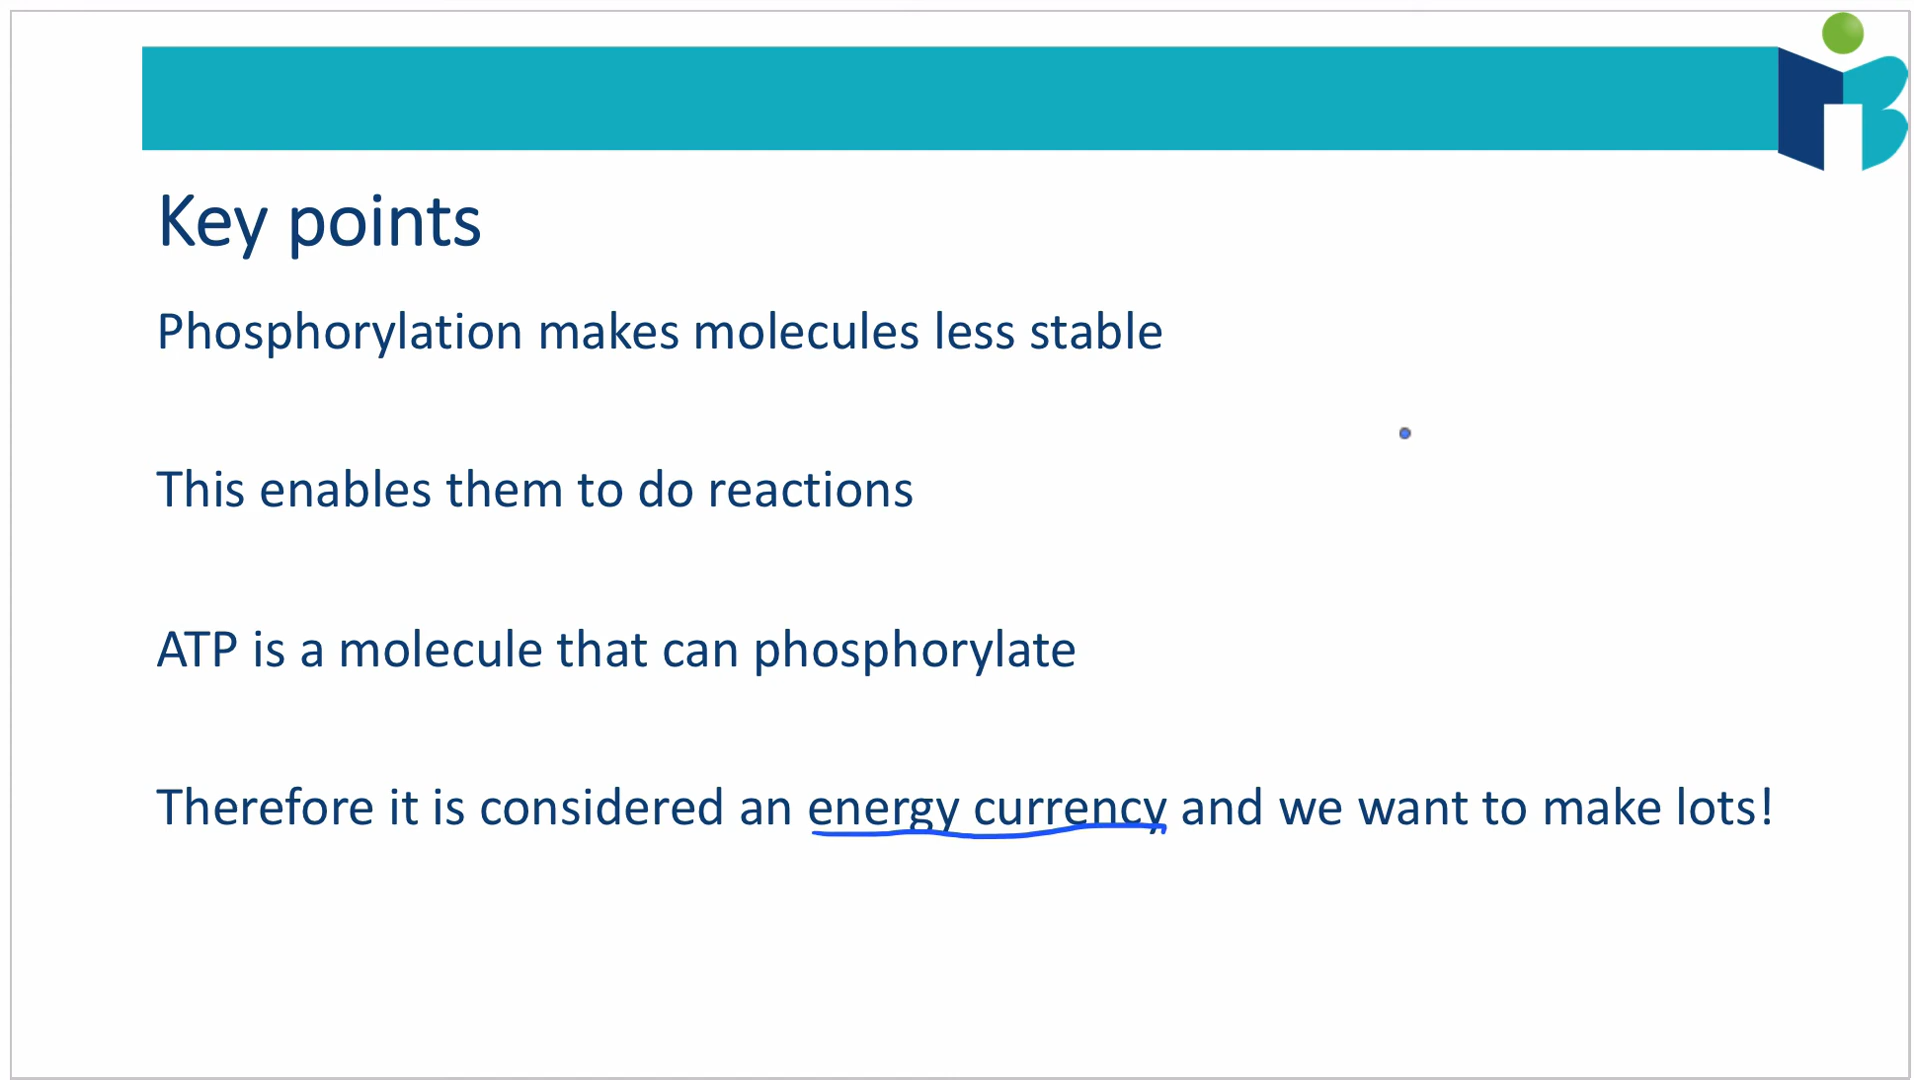 Key points
Phosphorylation makes molecules less stable
This enables them to do reactions
ATP is a molecule that can phosphorylate
Therefore it is considered an energy currency and we want to make lots!